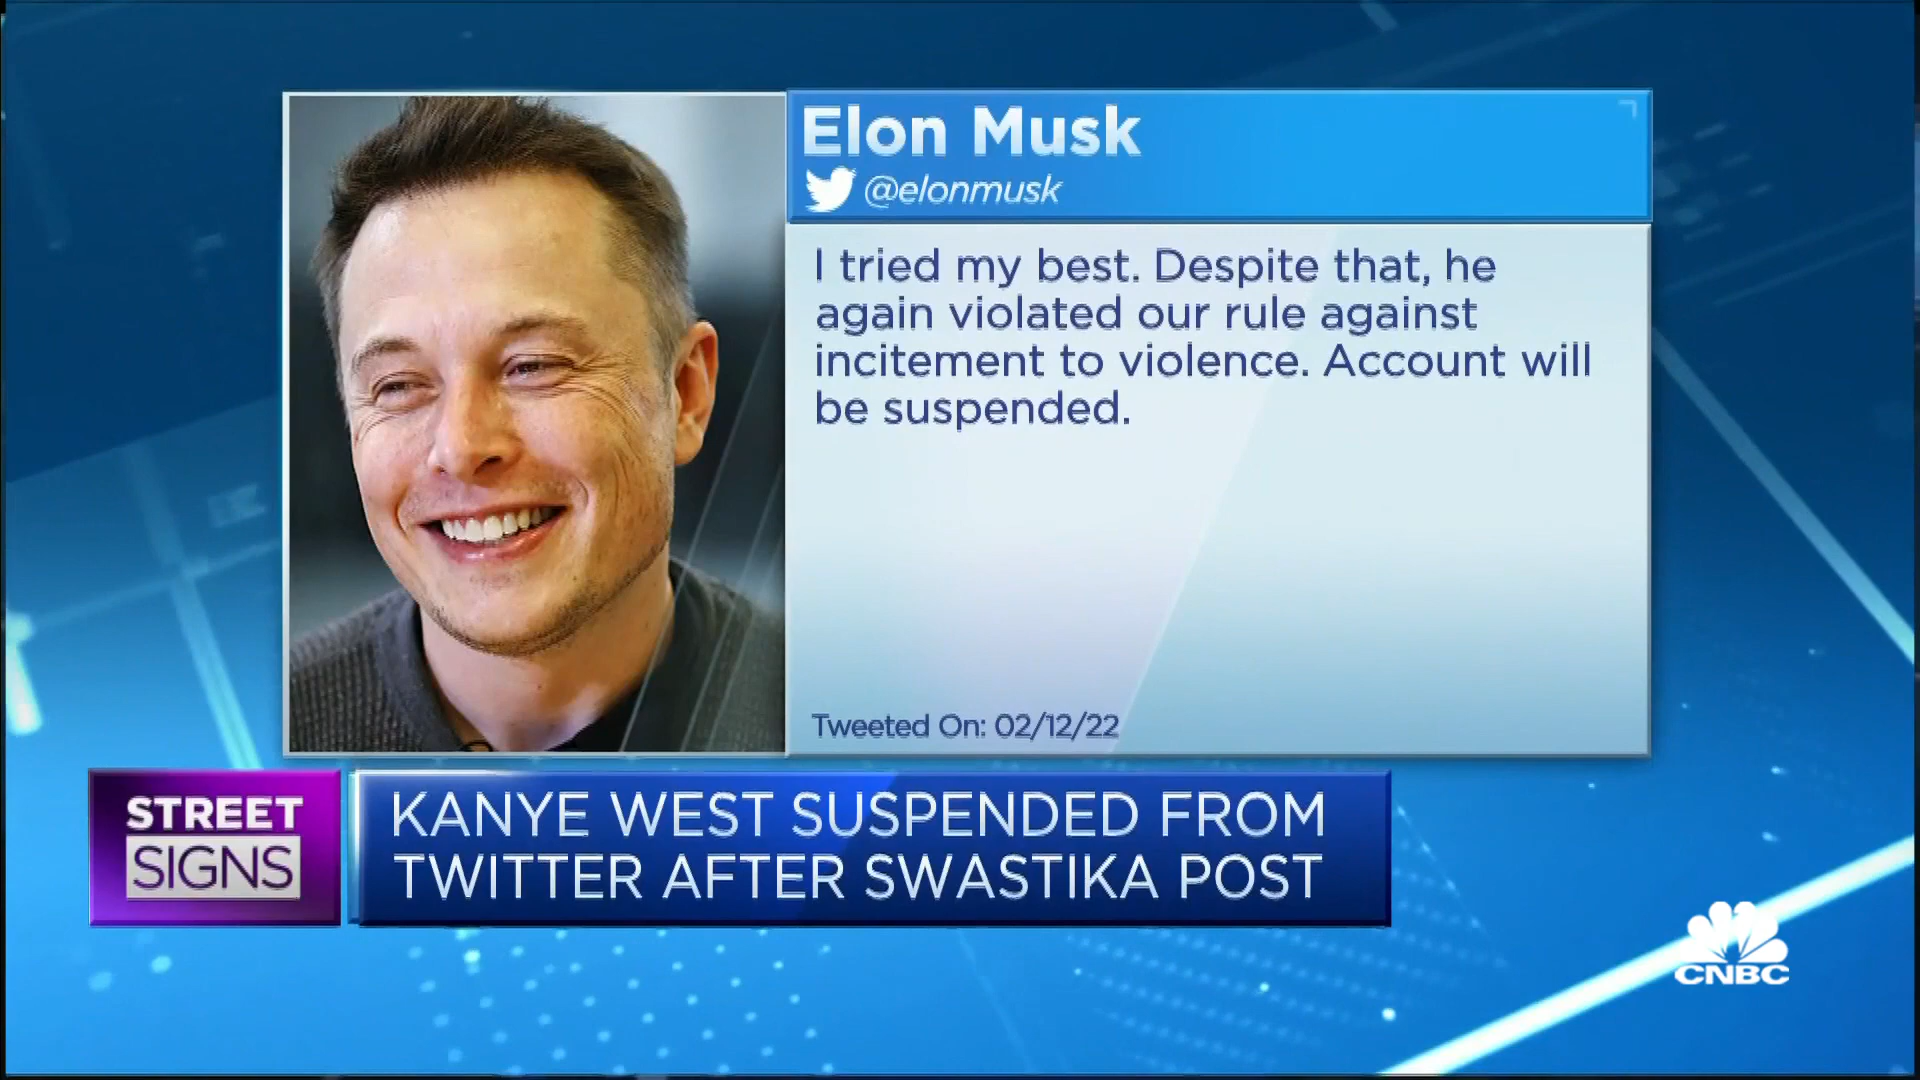 Elon Musk
@elonmusk
I tried my best. Despite that, he
again violated our rule against
incitement to violence. Account will
be suspended.
Tweeted On: 02/12/22
STREET
SIGNS
KANYE WEST SUSPENDED FROM
TWITTER AFTER SWASTIKA POST
CNBC